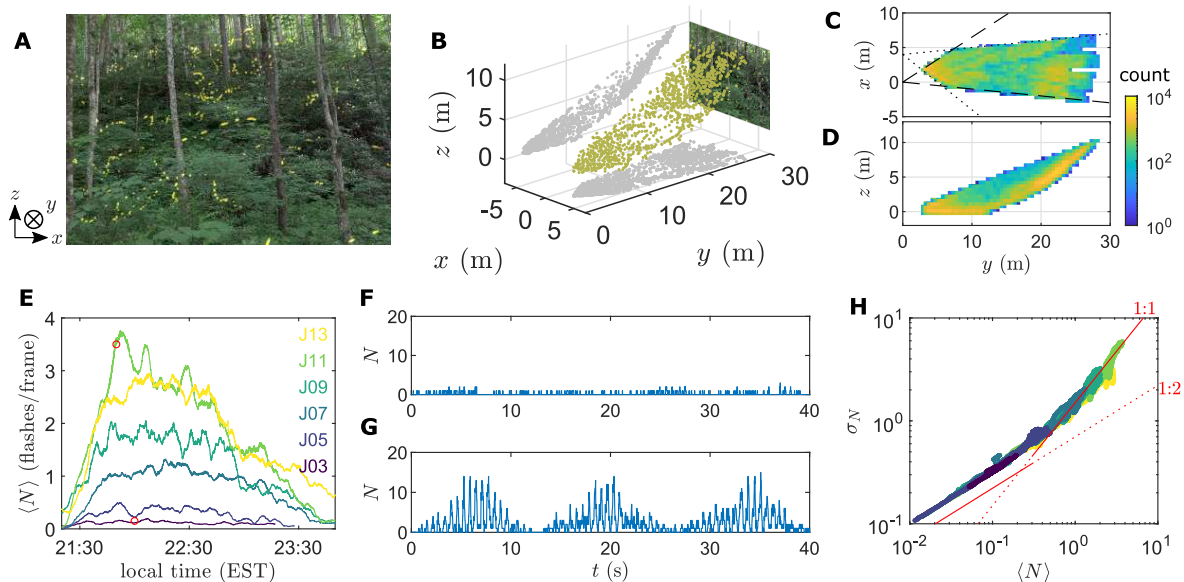 A
z
y
x
B
z (m)
10
5
0
-5
0
5
x (m)
0
10
20
30
y (m)
C
x (m)
10
5
0
-5
D
z (m)
10
5
0
0
10
20
30
y (m)
count
10^4
10^2
10^0
E
⟨N⟩ (flashes/frame)
4
3
2
1
0
J13
J11
J09
J07
J05
J03
21:30
22:30
23:30
local time (EST)
F
N
20
10
0
0
10
20
30
40
G
N
20
10
0
0
10
20
30
40
t (s)
H
σ_N
10^1
10^0
10^-1
1:1
1:2
10^-2
10^-1
10^0
10^1
⟨N⟩